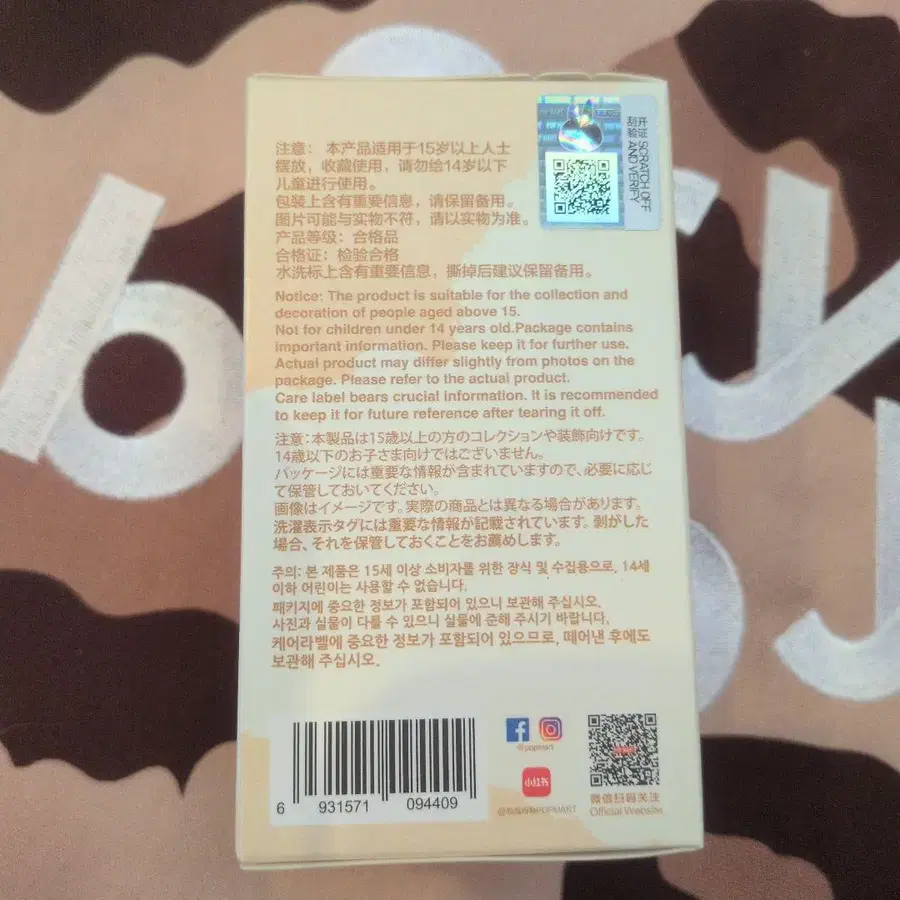 开证 SCRATCH OFF
刮验 AND VERIFY
注意: 本产品适用于15岁以上人士
摆放，收藏使用，请勿给14岁以下
儿童进行使用。
包装上含有重要信息，请保留备用。
图片可能与实物不符，请以实物为准。
产品等级: 合格品
合格证: 检验合格
水洗标上含有重要信息，撕掉后建议保留备用。
Notice: The product is suitable for the collection and
decoration of people aged above 15.
Not for children under 14 years old.Package contains
important information. Please keep it for further use.
Actual product may differ slightly from photos on the
package. Please refer to the actual product.
Care label bears crucial information. It is recommended
to keep it for future reference after tearing it off.
注意:本製品は15歳以上の方のコレクションや装飾向けです。
14歳以下のお子さま向けではございません。
パッケージには重要な情報が含まれていますので、必要に応じ
て保管しておいてください。
画像はイメージです。実際の商品とは異なる場合があります。
洗濯表示タグには重要な情報が記載されています。剥がした
場合、それを保管しておくことをお薦めします。
주의: 본 제품은 15세 이상 소비자를 위한 장식 및 수집용으로, 14세
이하 어린이는 사용할 수 없습니다.
패키지에 중요한 정보가 포함되어 있으니 보관해 주십시오.
사진과 실물이 다를 수 있으니 실물에 준해 주시기 바랍니다.
케어라벨에 중요한 정보가 포함되어 있으므로, 떼어낸 후에도
보관해 주십시오.
6 931571 094409
@popmart
小红书
@泡泡玛特POPMART
微信扫码关注
Official Website